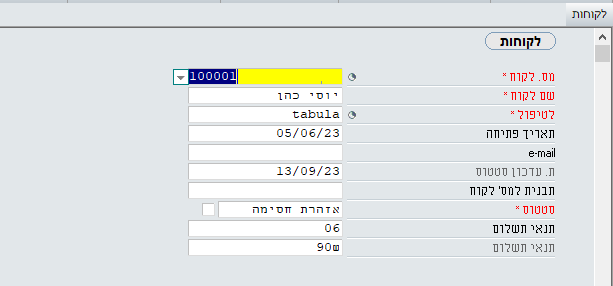 לקוחות
לקוחות
מס. לקוח * 100001
שם לקוח * יוסי כהן
לטיפול * tabula
תאריך פתיחה 05/06/23
e-mail
ת. עדכון סטטוס 13/09/23
תבנית למס' לקוח
סטטוס * אזהרת חסימה
תנאי תשלום 06
תנאי תשלום 90ש